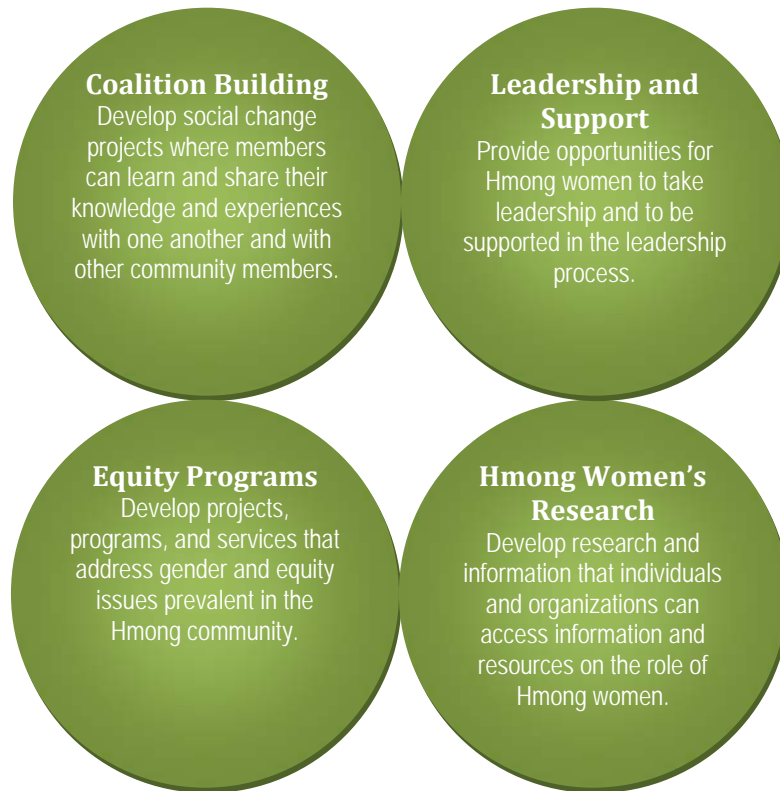 Coalition Building
Develop social change
projects where members
can learn and share their
knowledge and experiences
with one another and with
other community members.
Leadership and
Support
Provide opportunities for
Hmong women to take
leadership and to be
supported in the leadership
process.
Equity Programs
Develop projects,
programs, and services that
address gender and equity
issues prevalent in the
Hmong community.
Hmong Women’s
Research
Develop research and
information that individuals
and organizations can
access information and
resources on the role of
Hmong women.